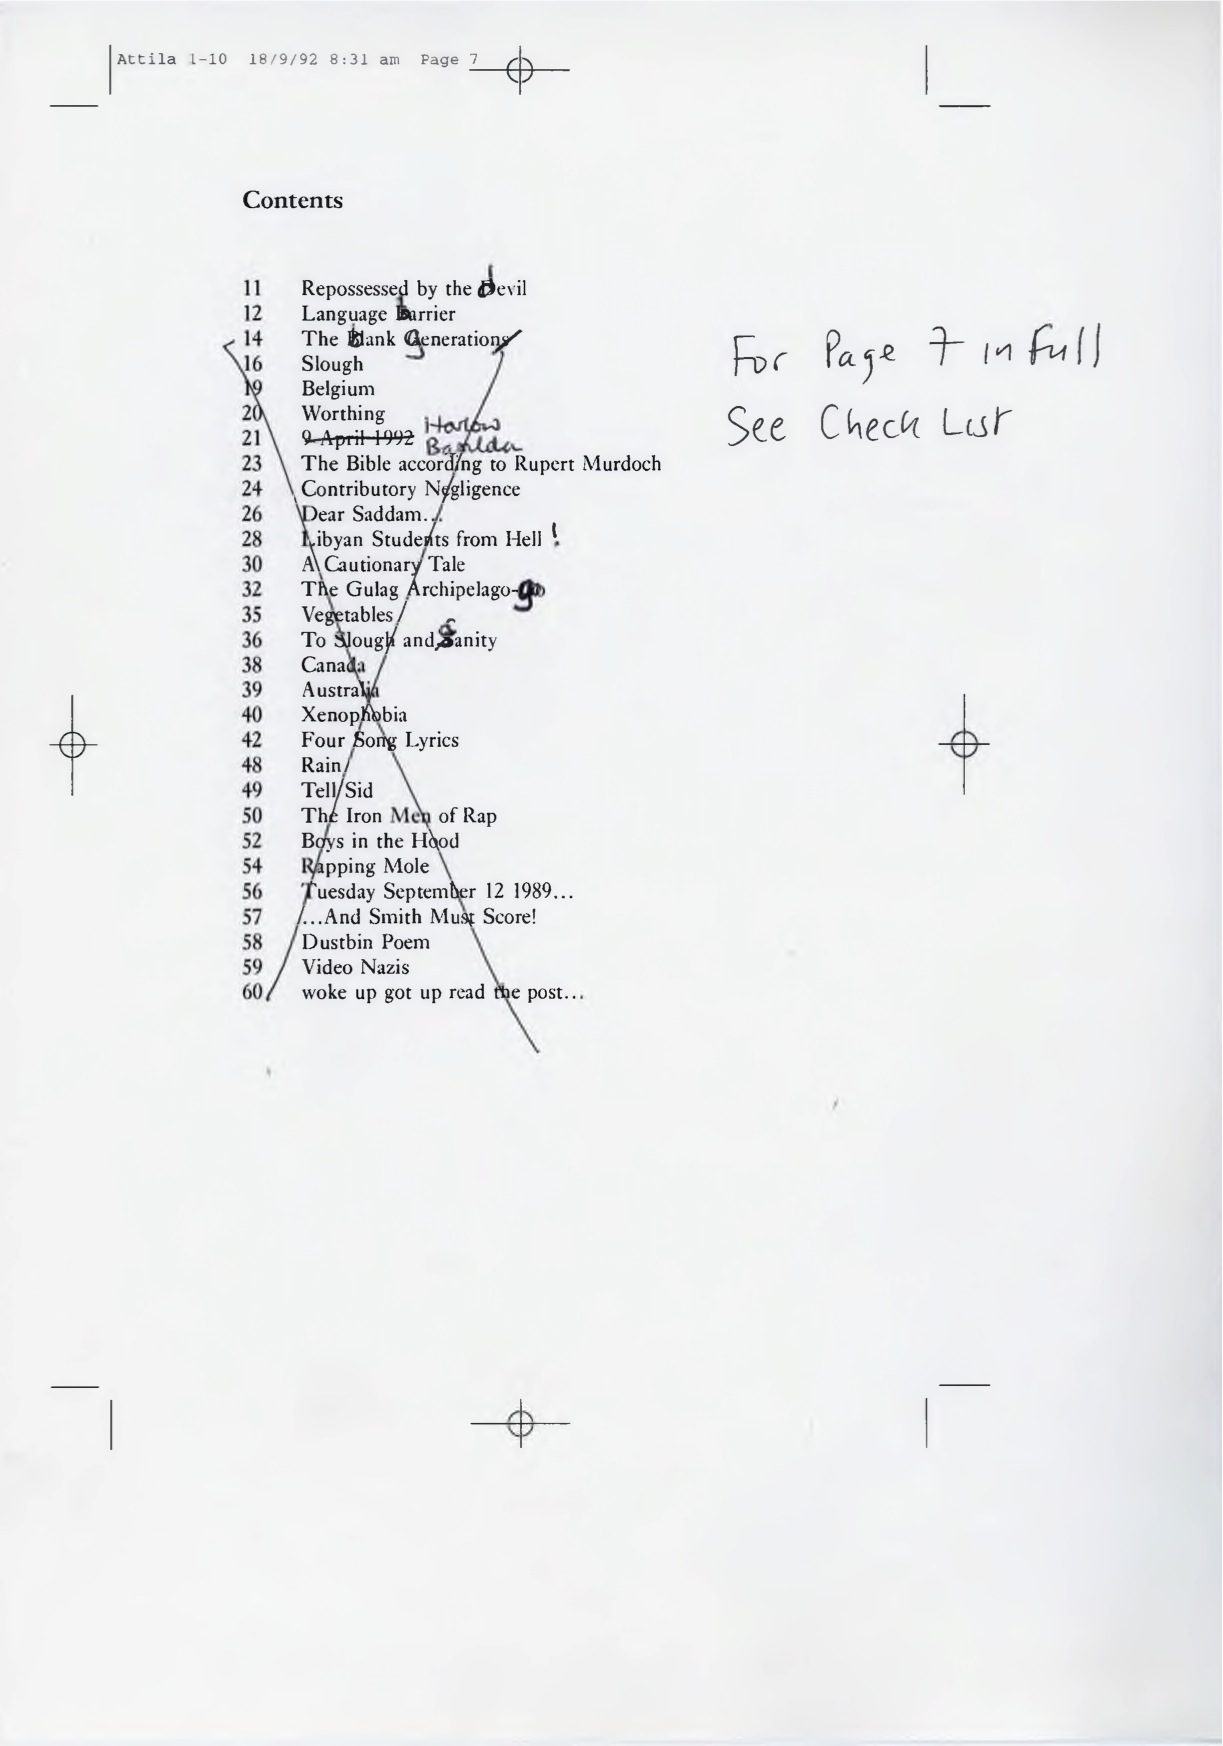 Attila 1-10 18/9/92 8:31 am Page 7
Contents
11 Repossessed by the devil
12 Language barrier
14 The blank generation
16 Slough
19 Belgium
20 Worthing
21 9 April 1992 Harlow
23 The Bible according to Rupert Murdoch
24 Contributory Negligence
26 Dear Saddam...
28 Libyan Students from Hell !
30 A Cautionary Tale
32 The Gulag Archipelago-go
35 Vegetables
36 To Slough and Sanity
38 Canada
39 Australia
40 Xenophobia
42 Four Song Lyrics
48 Rain
49 Tell Sid
50 The Iron Men of Rap
52 Boys in the Hood
54 Rapping Mole
56 Tuesday September 12 1989...
57 ...And Smith Must Score!
58 Dustbin Poem
59 Video Nazis
60 woke up got up read the post...
For Page 7 in Full
See Check List